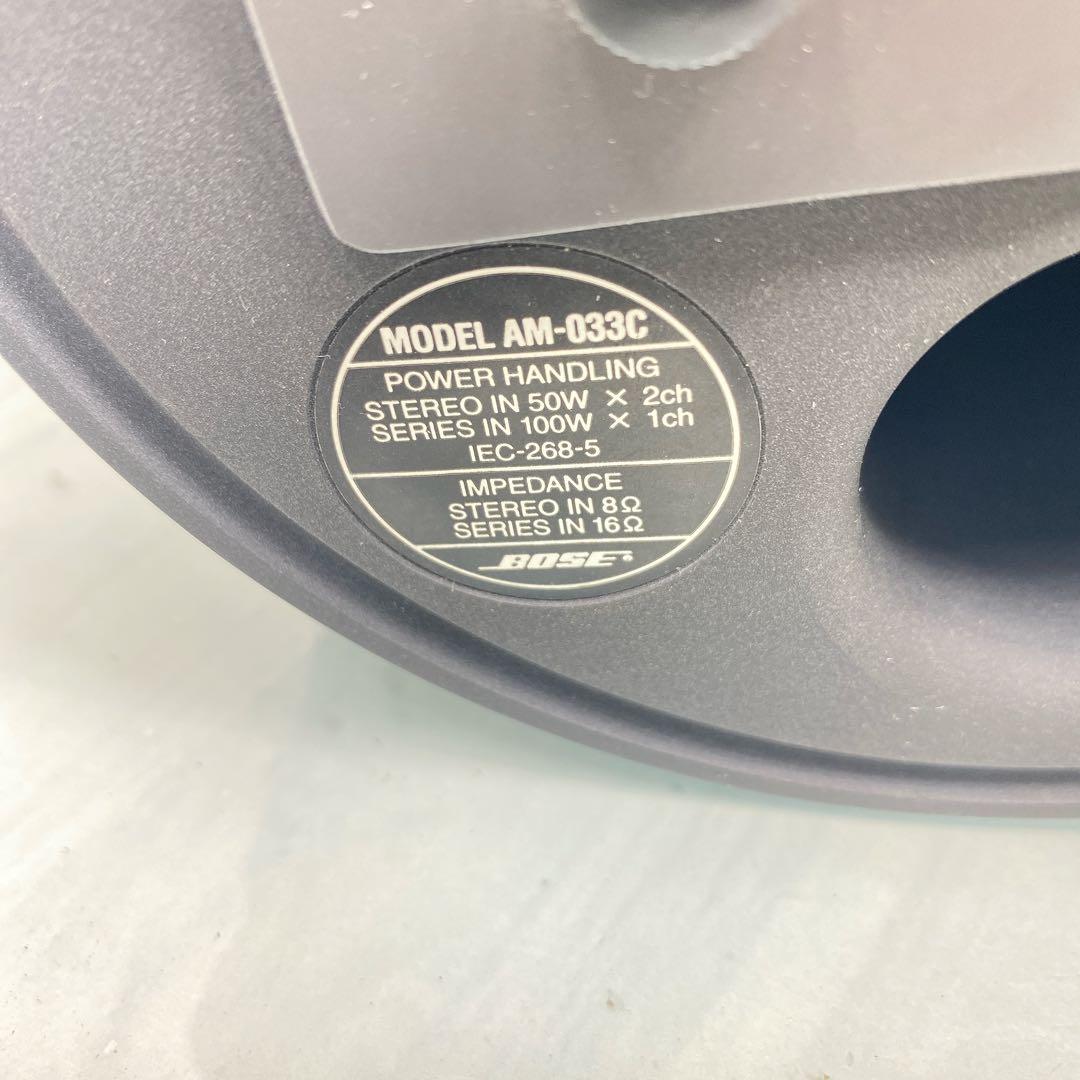 MODEL AM-033C
POWER HANDLING
STEREO IN 50W × 2ch
SERIES IN 100W × 1ch
IEC-268-5
IMPEDANCE
STEREO IN 8Ω
SERIES IN 16Ω
BOSE